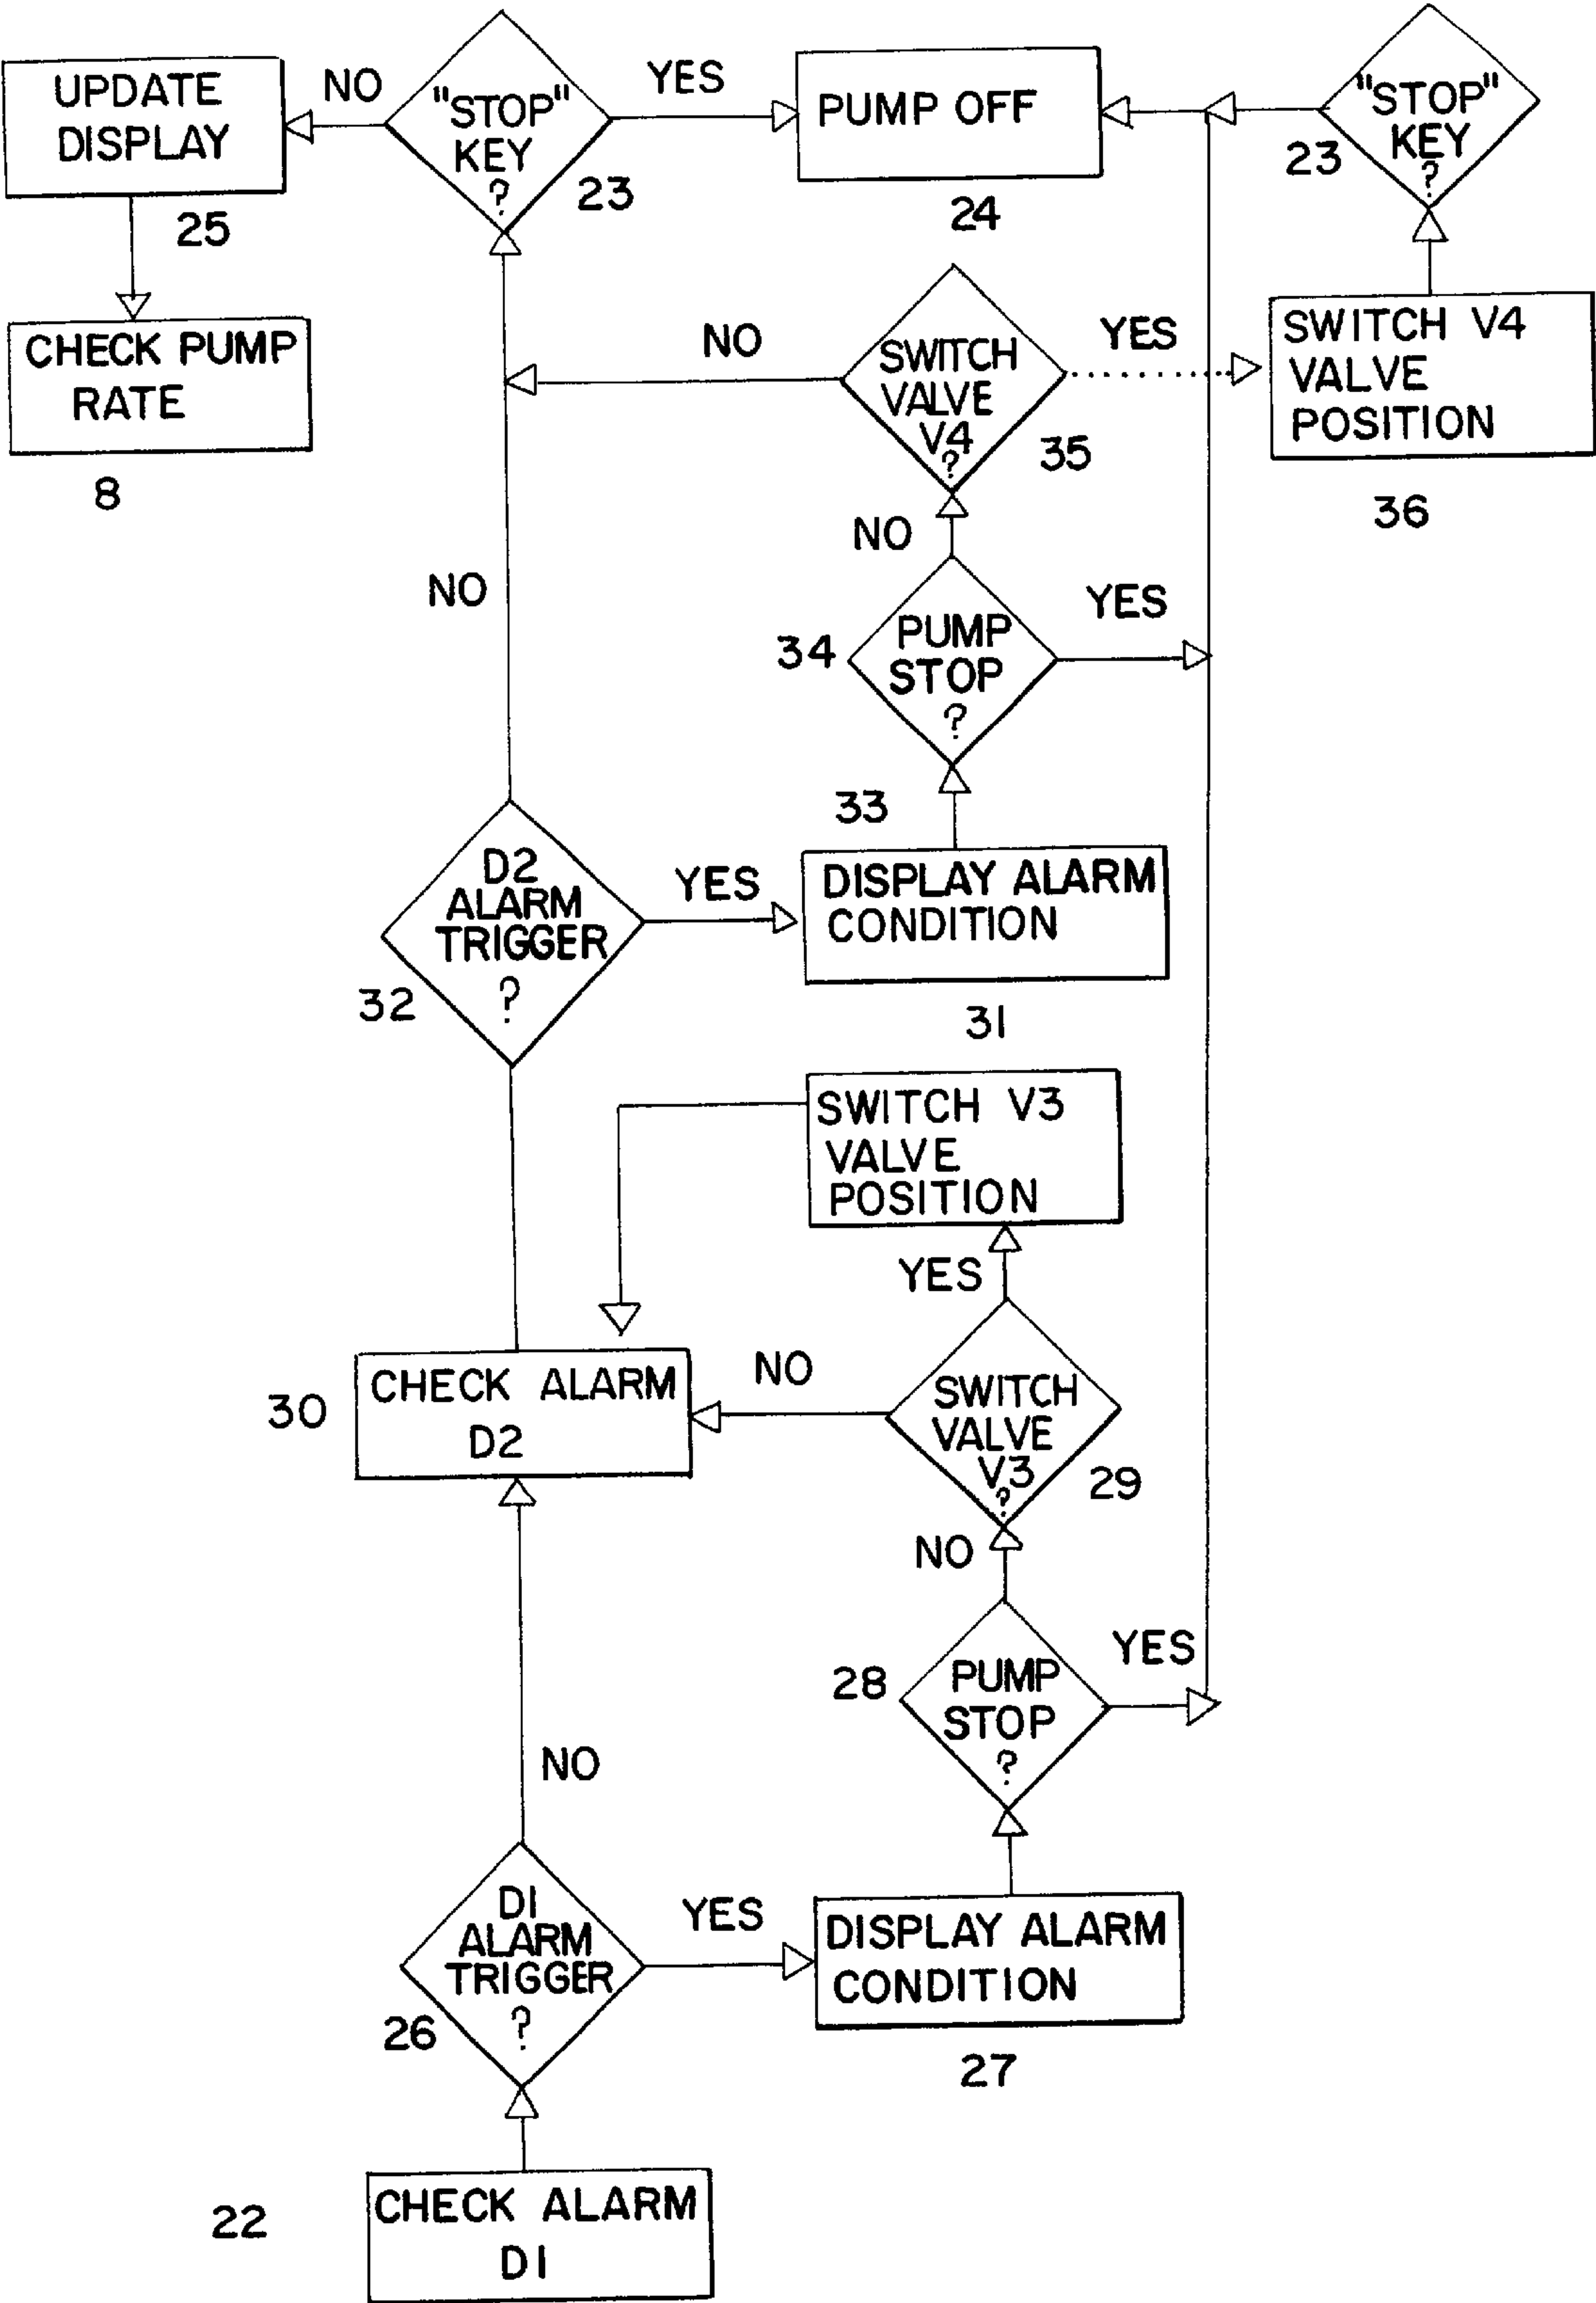 UPDATE
DISPLAY
25
NO
"STOP"
KEY
?
23
YES
PUMP OFF
24
"STOP"
KEY
?
23
CHECK PUMP
RATE
8
NO
SWITCH
VALVE
V4
?
35
YES
SWITCH V4
VALVE
POSITION
36
NO
NO
34
PUMP
STOP
?
YES
33
D2
ALARM
TRIGGER
?
32
YES
DISPLAY ALARM
CONDITION
31
SWITCH V3
VALVE
POSITION
YES
30
CHECK ALARM
D2
NO
SWITCH
VALVE
V3
?
29
NO
28
PUMP
STOP
?
YES
NO
D1
ALARM
TRIGGER
?
26
YES
DISPLAY ALARM
CONDITION
27
22
CHECK ALARM
D1